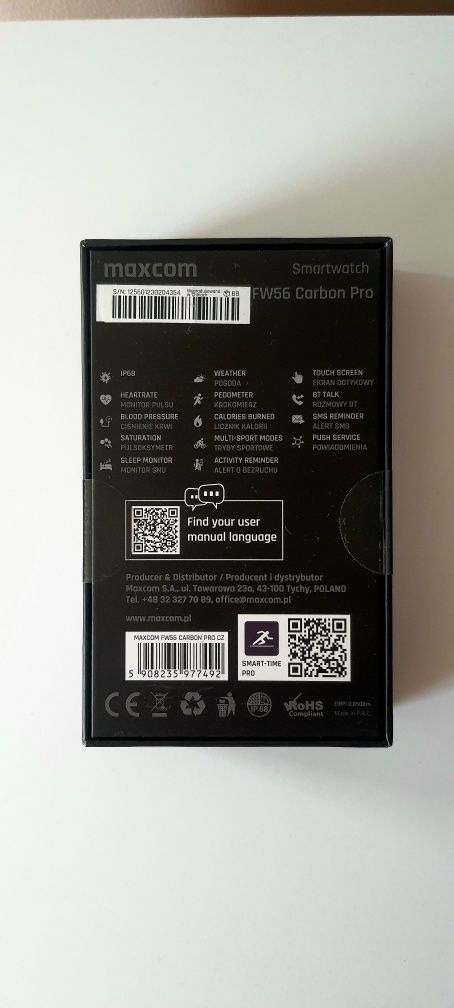 maxcom
Smartwatch
S/N: 125601230204354
BB
FW56 Carbon Pro
IP68
HEARTRATE
MONITOR PULSU
BLOOD PRESSURE
CIŚNIENIE KRWI
SATURATION
PULSOKSYMETR
SLEEP MONITOR
MONITOR SNU
WEATHER
POGODA
PEDOMETER
KROKOMIERZ
CALORIES BURNED
LICZNIK KALORII
MULTI-SPORT MODES
TRYBY SPORTOWE
ACTIVITY REMINDER
ALERT O BEZRUCHU
TOUCH SCREEN
EKRAN DOTYKOWY
BT TALK
ROZMOWY BT
SMS REMINDER
ALERT SMS
PUSH SERVICE
POWIADOMIENIA
Find your user
manual language
Producer & Distributor / Producent i dystrybutor
Maxcom S.A., ul. Towarowa 23a, 43-100 Tychy, POLAND
Tel. +48 32 327 70 89, office@maxcom.pl
www.maxcom.pl
MAXCOM FW56 CARBON PRO CZ
5 908235 977492
SMART-TIME
PRO
CE
IP 68
RoHS
Compliant
Made in P.R.C.